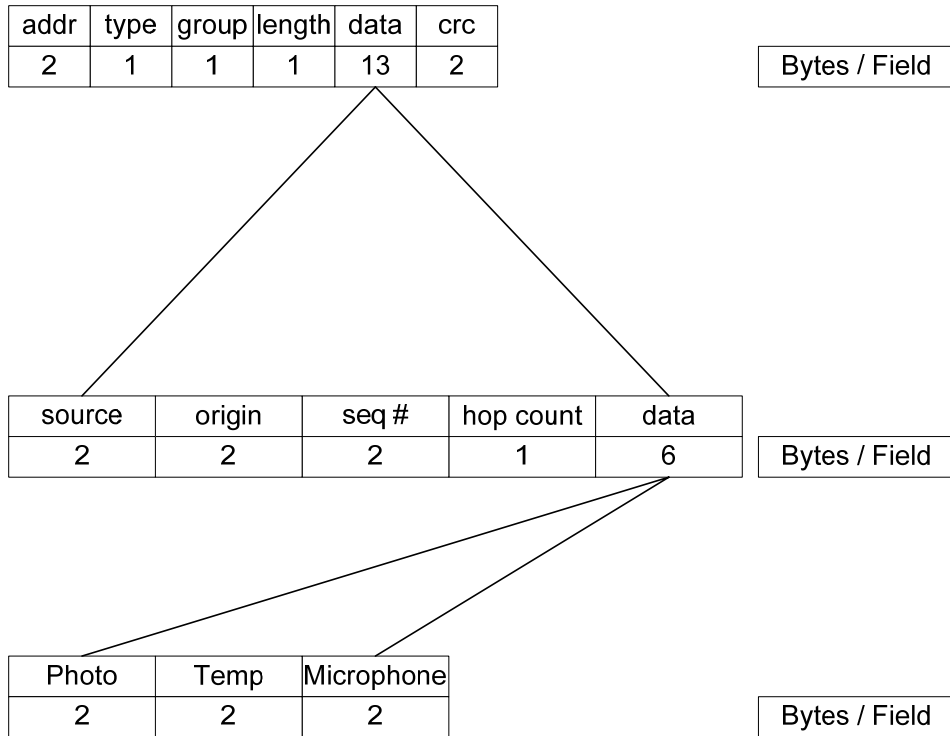 addr type group length data crc
2 1 1 1 13 2 Bytes / Field
source origin seq # hop count data
2 2 2 1 6 Bytes / Field
Photo Temp Microphone
2 2 2 Bytes / Field